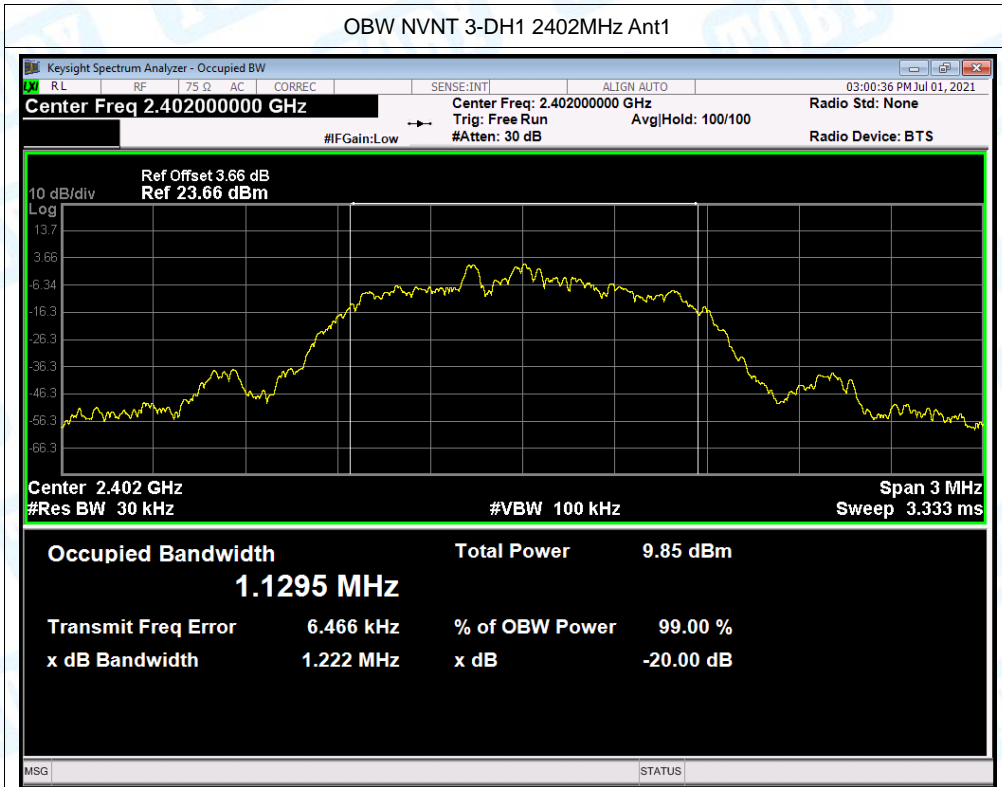 OBW NVNT 3-DH1 2402MHz Ant1
Keysight Spectrum Analyzer - Occupied BW
LXI RL RF 75 Ω AC CORREC SENSE:INT ALIGN AUTO 03:00:36 PM Jul 01, 2021
Center Freq 2.402000000 GHz Center Freq: 2.402000000 GHz Radio Std: None
Trig: Free Run Avg|Hold: 100/100
#IFGain:Low #Atten: 30 dB Radio Device: BTS
Ref Offset 3.66 dB
10 dB/div Ref 23.66 dBm
Log
13.7
3.66
-6.34
-16.3
-26.3
-36.3
-46.3
-56.3
-66.3
Center 2.402 GHz Span 3 MHz
#Res BW 30 kHz #VBW 100 kHz Sweep 3.333 ms
Occupied Bandwidth Total Power 9.85 dBm
1.1295 MHz
Transmit Freq Error 6.466 kHz % of OBW Power 99.00 %
x dB Bandwidth 1.222 MHz x dB -20.00 dB
MSG STATUS